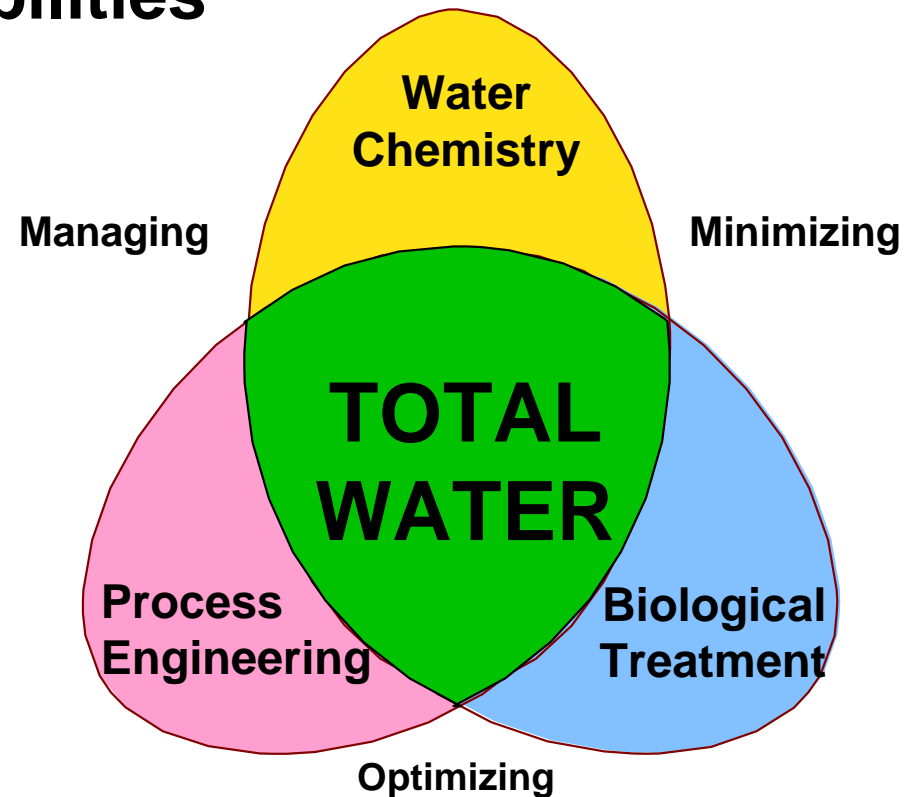 Water
Chemistry
Managing
Minimizing
TOTAL
WATER
Process
Engineering
Biological
Treatment
Optimizing